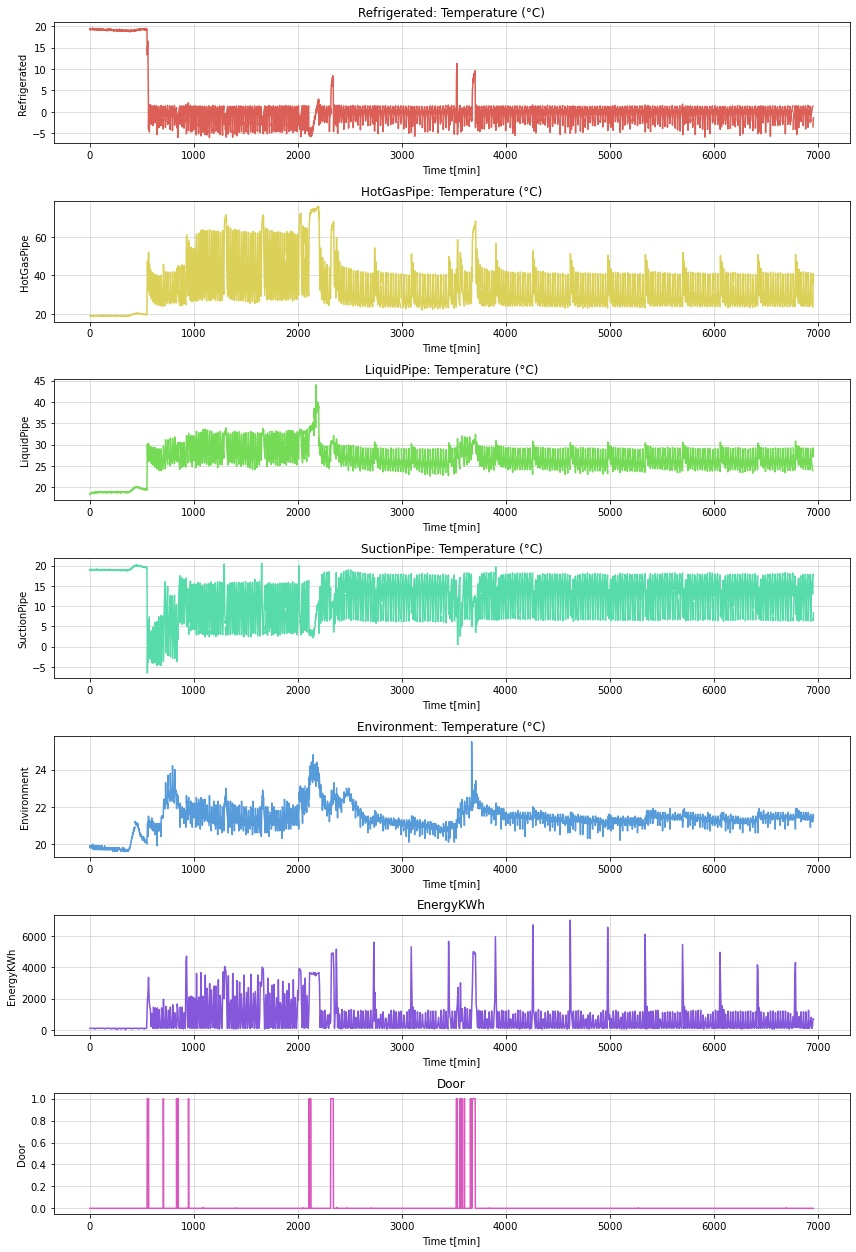 Refrigerated: Temperature (°C)
20
15
10
5
0
−5
Refrigerated
0 1000 2000 3000 4000 5000 6000 7000
Time t[min]
HotGasPipe: Temperature (°C)
60
40
20
HotGasPipe
0 1000 2000 3000 4000 5000 6000 7000
Time t[min]
LiquidPipe: Temperature (°C)
45
40
35
30
25
20
LiquidPipe
0 1000 2000 3000 4000 5000 6000 7000
Time t[min]
SuctionPipe: Temperature (°C)
20
15
10
5
0
−5
SuctionPipe
0 1000 2000 3000 4000 5000 6000 7000
Time t[min]
Environment: Temperature (°C)
24
22
20
Environment
0 1000 2000 3000 4000 5000 6000 7000
Time t[min]
EnergyKWh
6000
4000
2000
0
EnergyKWh
0 1000 2000 3000 4000 5000 6000 7000
Time t[min]
Door
1.0
0.8
0.6
0.4
0.2
0.0
Door
0 1000 2000 3000 4000 5000 6000 7000
Time t[min]